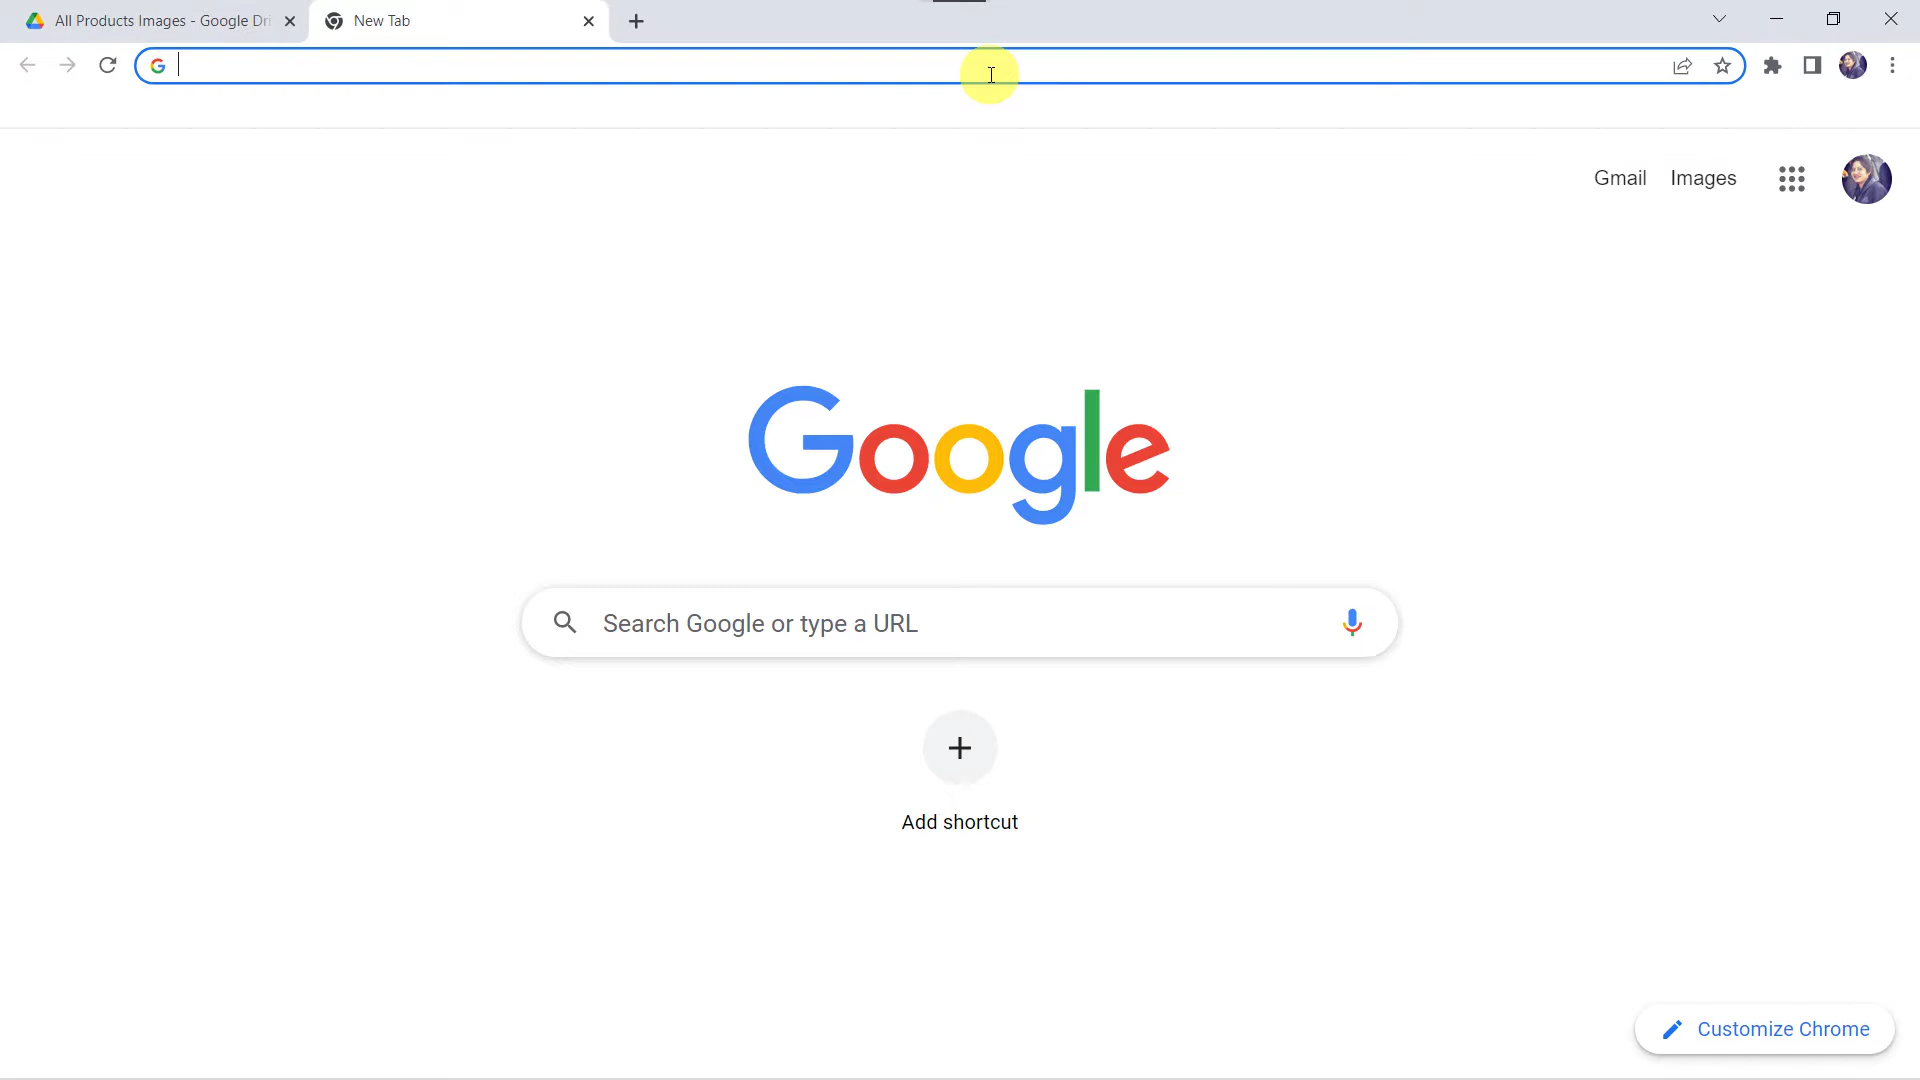 All Products Images - Google Dri
New Tab
Gmail
Images
Google
Search Google or type a URL
Add shortcut
Customize Chrome